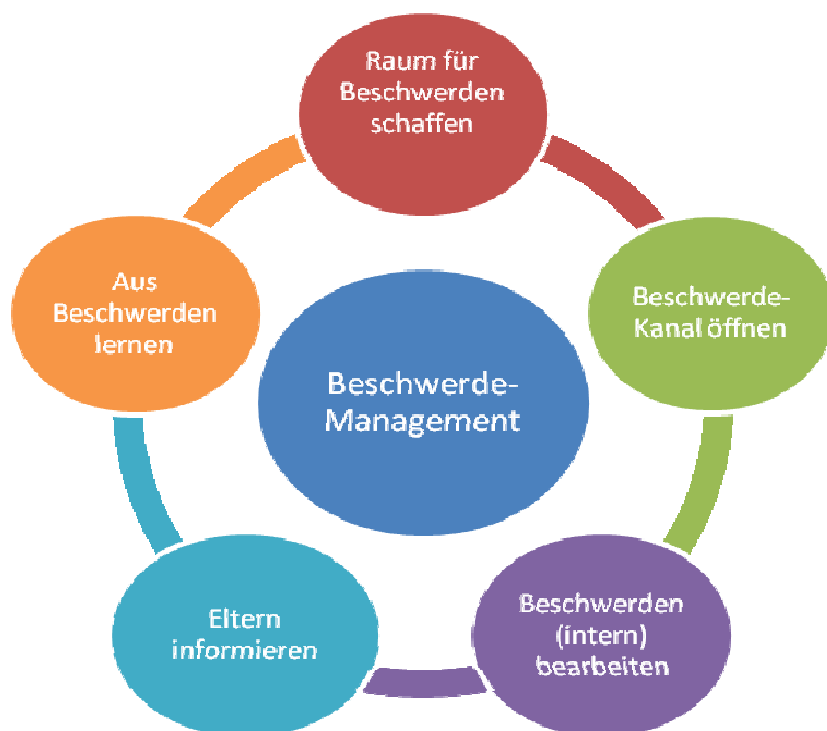 Raum für
Beschwerden
schaffen
Beschwerde-
Kanal öffnen
Beschwerden
(intern)
bearbeiten
Eltern
informieren
Aus
Beschwerden
lernen
Beschwerde-
Management